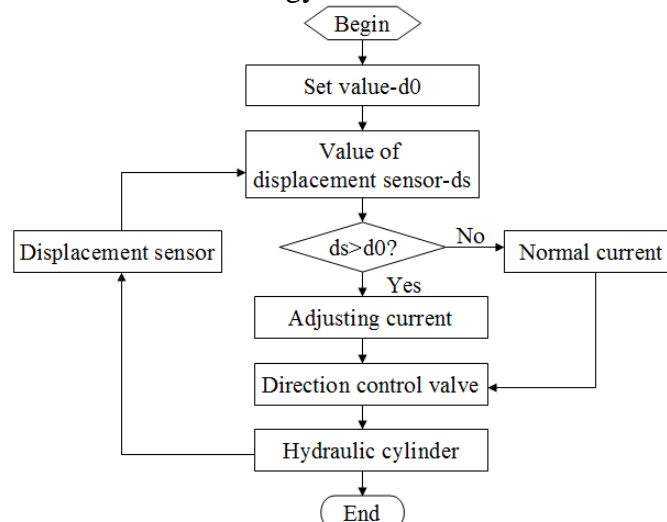 Begin
Set value-d0
Value of
displacement sensor-ds
Displacement sensor
ds>d0?
No
Normal current
Yes
Adjusting current
Direction control valve
Hydraulic cylinder
End